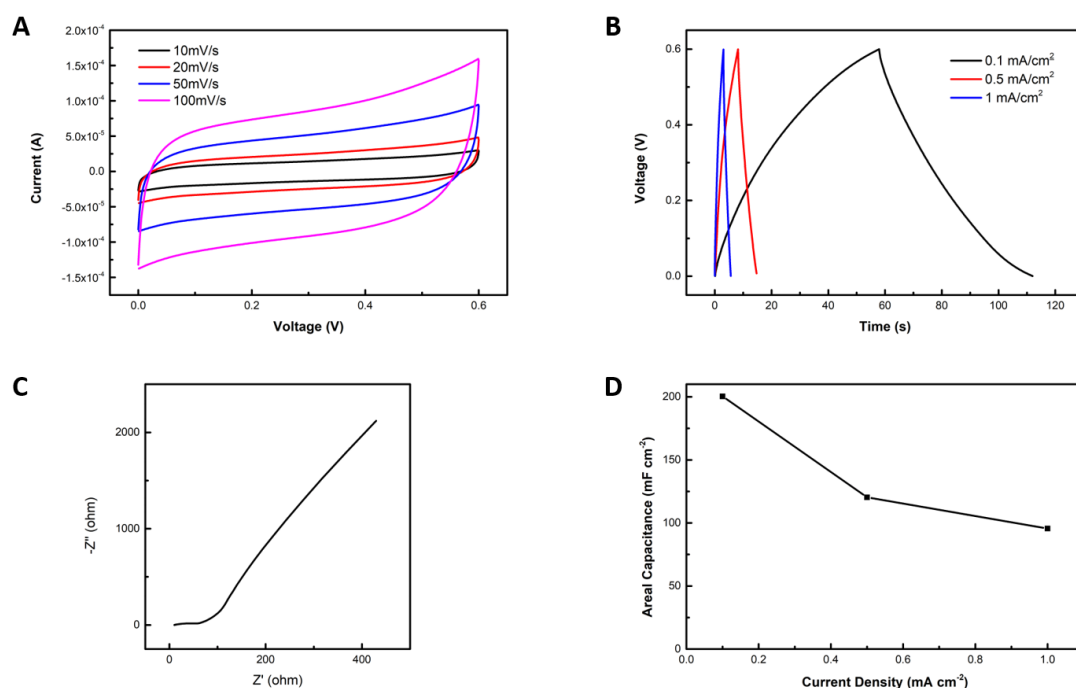 A
Current (A)
2.0x10⁻⁴
1.5x10⁻⁴
1.0x10⁻⁴
5.0x10⁻⁵
0.0
-5.0x10⁻⁵
-1.0x10⁻⁴
-1.5x10⁻⁴
10mV/s
20mV/s
50mV/s
100mV/s
0.0 0.2 0.4 0.6
Voltage (V)
B
Voltage (V)
0.6
0.4
0.2
0.0
0.1 mA/cm²
0.5 mA/cm²
1 mA/cm²
0 20 40 60 80 100 120
Time (s)
C
-Z" (ohm)
2000
1000
0
0 200 400
Z' (ohm)
D
Areal Capacitance (mF cm⁻²)
200
150
100
50
0
0.0 0.2 0.4 0.6 0.8 1.0
Current Density (mA cm⁻²)